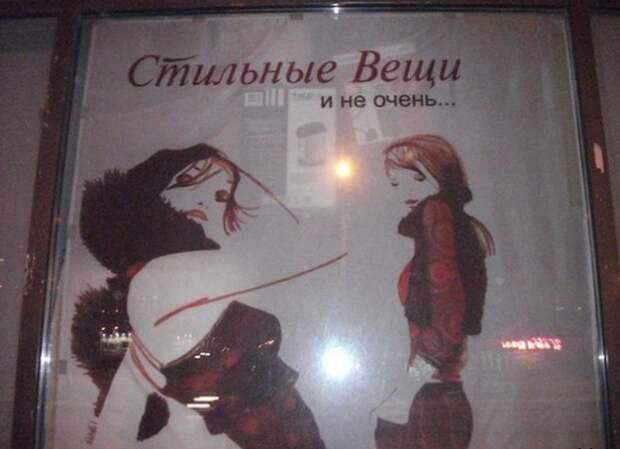 Стильные Вещи
и не очень...